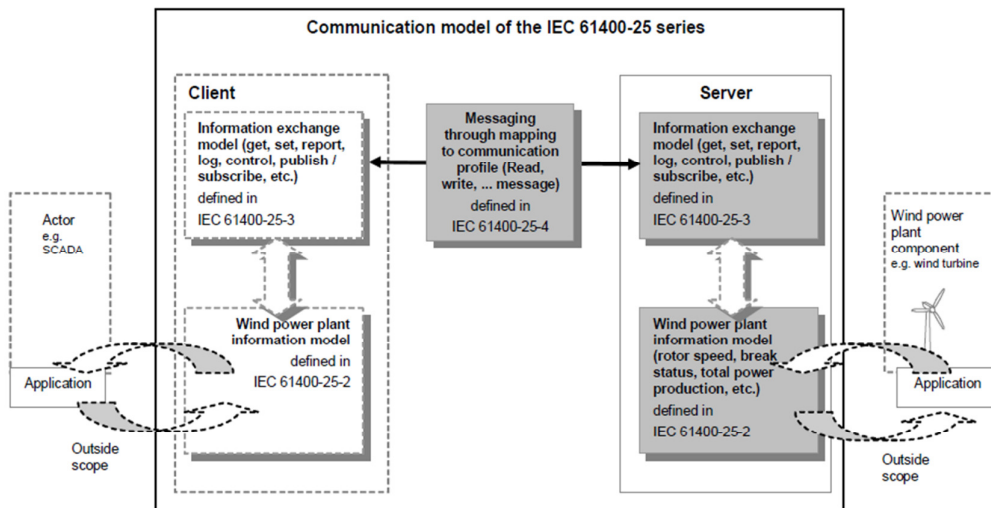 Communication model of the IEC 61400-25 series
Client
Information exchange
model (get, set, report,
log, control, publish /
subscribe, etc.)
defined in
IEC 61400-25-3
Wind power plant
information model
defined in
IEC 61400-25-2
Messaging
through mapping
to communication
profile (Read,
write, ... message)
defined in
IEC 61400-25-4
Server
Information exchange
model (get, set, report,
log, control, publish /
subscribe, etc.)
defined in
IEC 61400-25-3
Wind power plant
information model
(rotor speed, break
status, total power
production, etc.)
defined in
IEC 61400-25-2
Actor
e.g.
SCADA
Application
Outside
scope
Wind power
plant
component
e.g. wind turbine
Application
Outside
scope